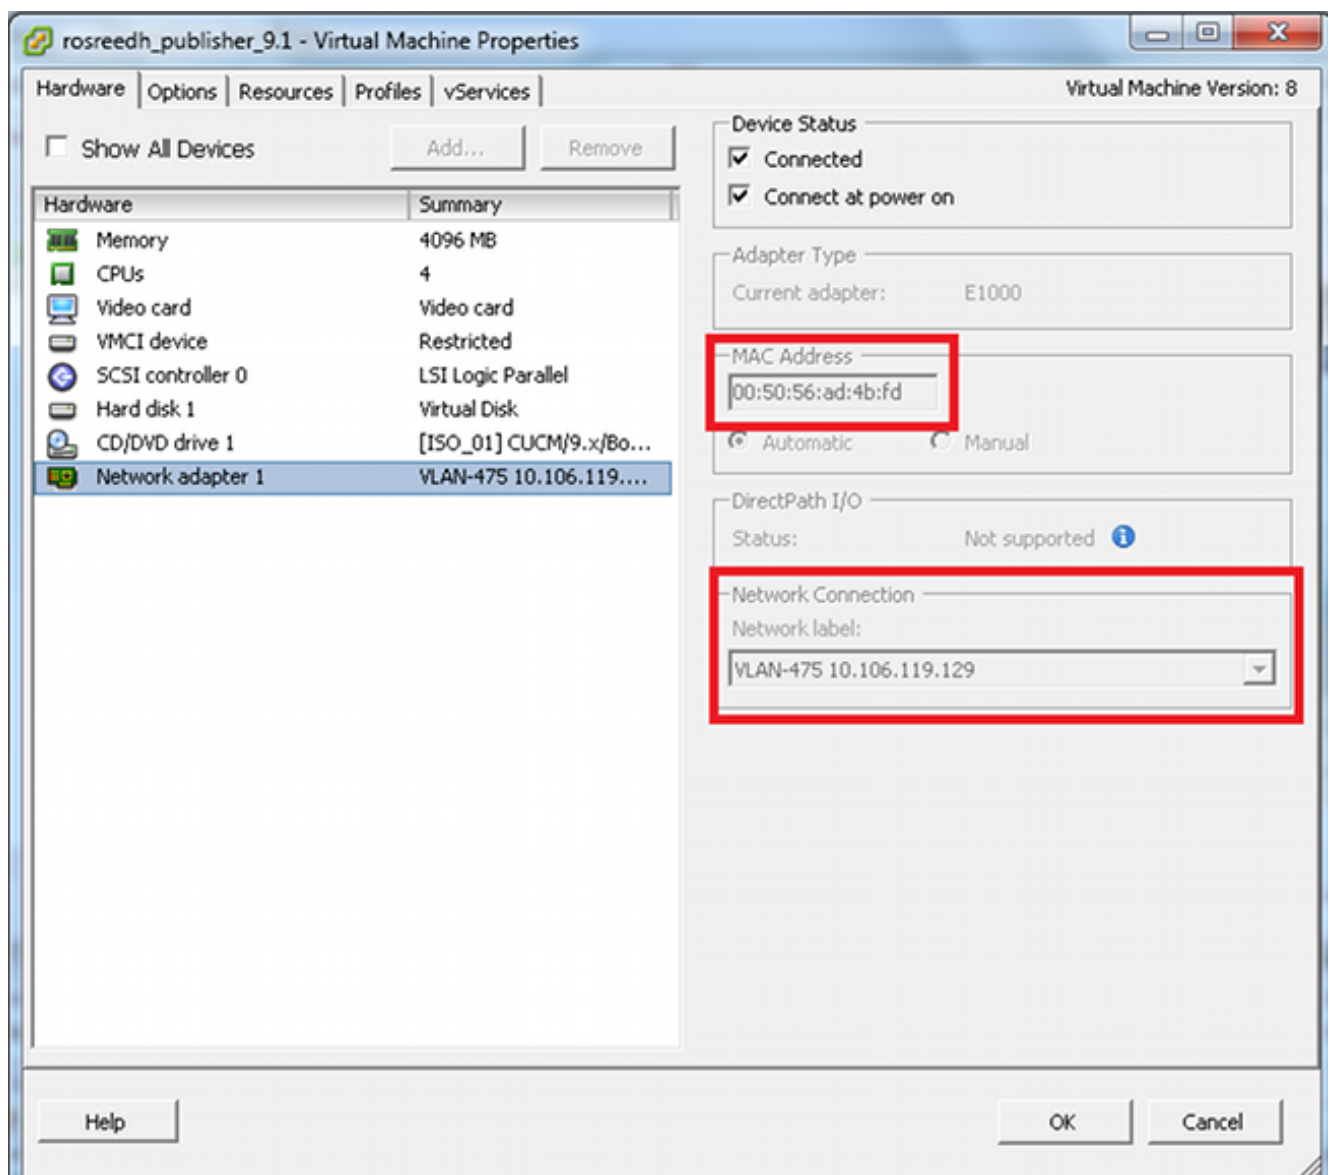 rosreedh_publisher_9.1 - Virtual Machine Properties
Hardware Options Resources Profiles vServices Virtual Machine Version: 8
Show All Devices Add... Remove
Hardware Summary
Memory 4096 MB
CPUs 4
Video card Video card
VMCI device Restricted
SCSI controller 0 LSI Logic Parallel
Hard disk 1 Virtual Disk
CD/DVD drive 1 [ISO_01] CUCM/9.x/Bo...
Network adapter 1 VLAN-475 10.106.119....
Device Status
Connected
Connect at power on
Adapter Type
Current adapter: E1000
MAC Address
00:50:56:ad:4b:fd
Automatic Manual
DirectPath I/O
Status: Not supported
Network Connection
Network label:
VLAN-475 10.106.119.129
Help OK Cancel